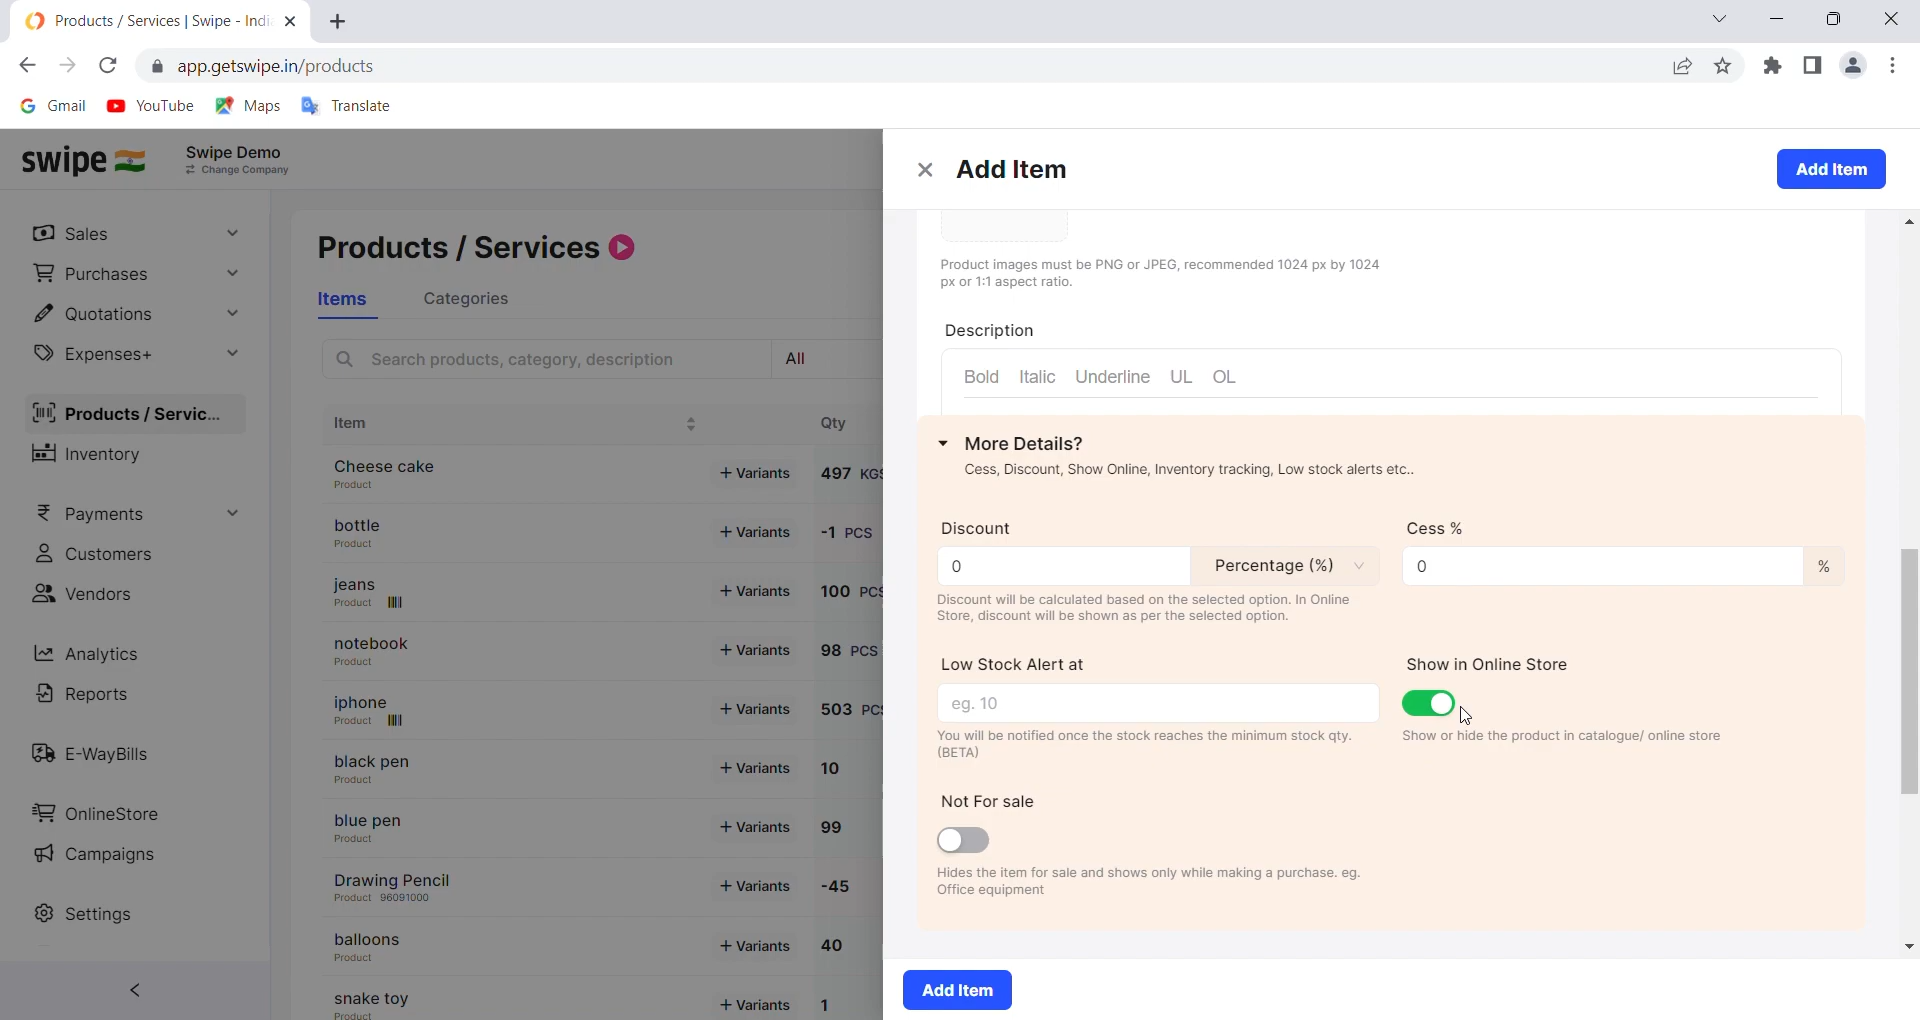 Products / Services | Swipe - Indi
app.getswipe.in/products
Gmail YouTube Maps Translate
swipe
Swipe Demo
Change Company
Sales
Purchases
Quotations
Expenses+
Products / Servic...
Inventory
Payments
Customers
Vendors
Analytics
Reports
E-WayBills
OnlineStore
Campaigns
Settings
Products / Services
Items Categories
Search products, category, description All
Item Qty
Cheese cake + Variants 497 KGS
Product
bottle + Variants -1 PCS
Product
jeans + Variants 100 PCS
Product
notebook + Variants 98 PCS
Product
iphone + Variants 503 PCS
Product
black pen + Variants 10
Product
blue pen + Variants 99
Product
Drawing Pencil + Variants -45
Product 96091000
balloons + Variants 40
Product
snake toy + Variants 1
Product
Add Item
Add Item
Product images must be PNG or JPEG, recommended 1024 px by 1024
px or 1:1 aspect ratio.
Description
Bold Italic Underline UL OL
More Details?
Cess, Discount, Show Online, Inventory tracking, Low stock alerts etc..
Discount
0 Percentage (%)
Discount will be calculated based on the selected option. In Online
Store, discount will be shown as per the selected option.
Cess %
0 %
Low Stock Alert at
eg. 10
You will be notified once the stock reaches the minimum stock qty.
(BETA)
Show in Online Store
Show or hide the product in catalogue/ online store
Not For sale
Hides the item for sale and shows only while making a purchase. eg.
Office equipment
Add Item